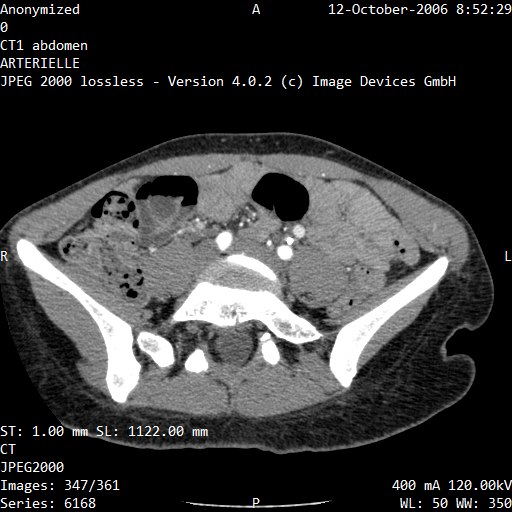 Anonymized A 12-October-2006 8:52:29
0
CT1 abdomen
ARTERIELLE
JPEG 2000 lossless - Version 4.0.2 (c) Image Devices GmbH
R L
ST: 1.00 mm SL: 1122.00 mm
CT
JPEG2000
Images: 347/361 400 mA 120.00kV
Series: 6168 P WL: 50 WW: 350